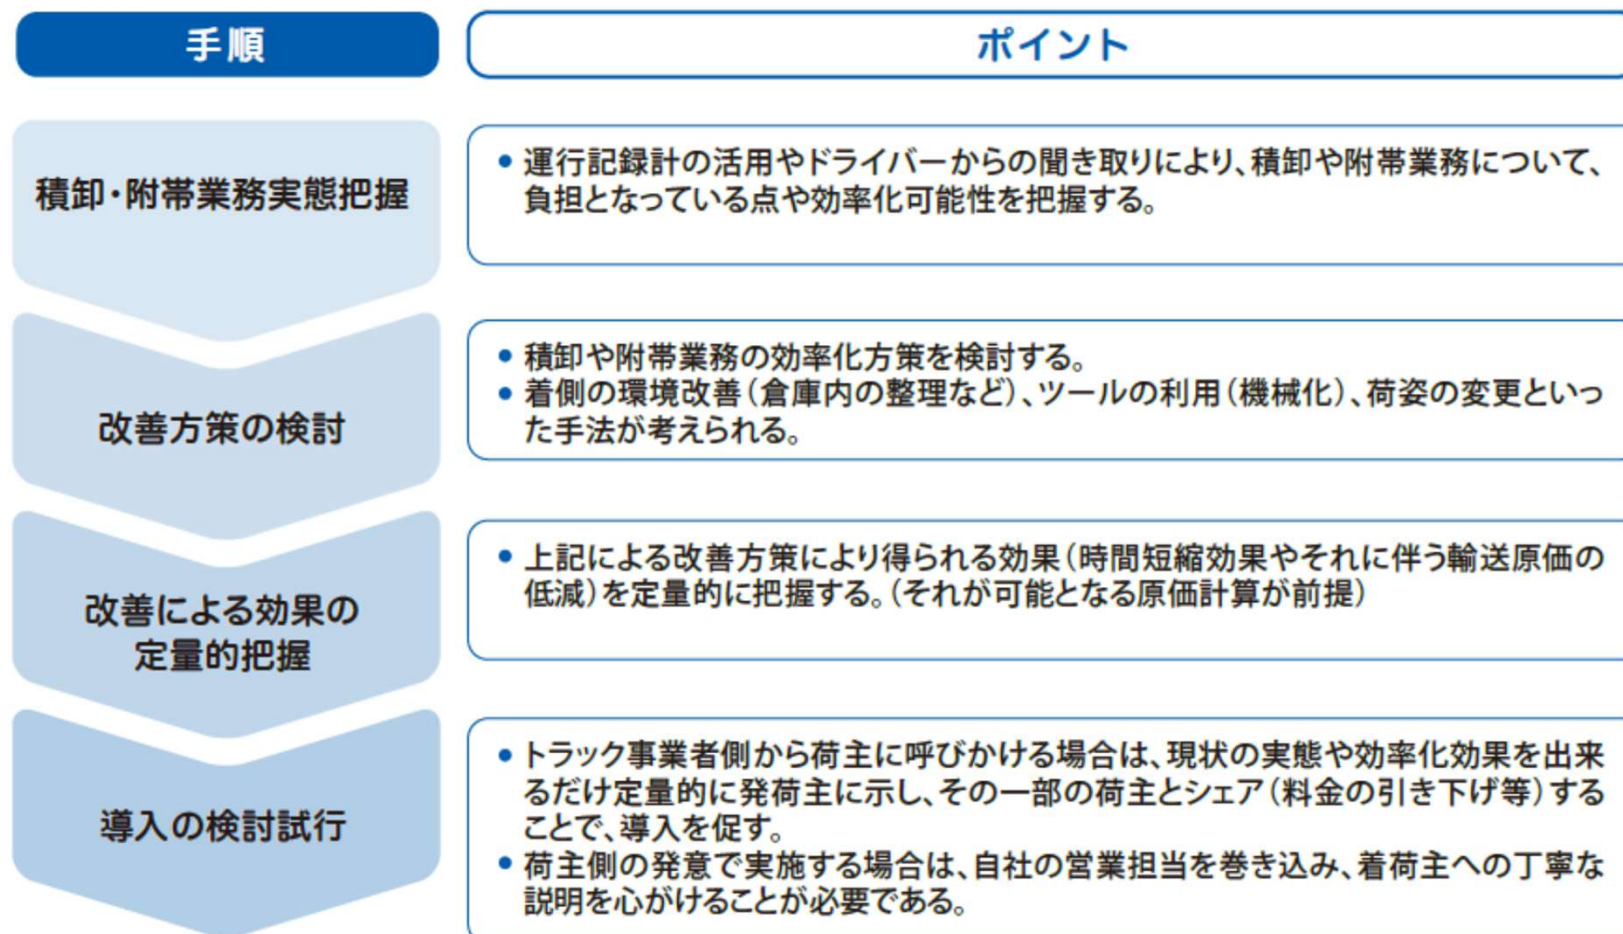 手順
ポイント
積卸・附帯業務実態把握
● 運行記録計の活用やドライバーからの聞き取りにより、積卸や附帯業務について、
負担となっている点や効率化可能性を把握する。
改善方策の検討
● 積卸や附帯業務の効率化方策を検討する。
● 着側の環境改善(倉庫内の整理など)、ツールの利用(機械化)、荷姿の変更といっ
た手法が考えられる。
改善による効果の
定量的把握
● 上記による改善方策により得られる効果(時間短縮効果やそれに伴う輸送原価の
低減)を定量的に把握する。(それが可能となる原価計算が前提)
導入の検討試行
● トラック事業者側から荷主に呼びかける場合は、現状の実態や効率化効果を出来
るだけ定量的に発荷主に示し、その一部の荷主とシェア(料金の引き下げ等)する
ことで、導入を促す。
● 荷主側の発意で実施する場合は、自社の営業担当を巻き込み、着荷主への丁寧な
説明を心がけることが必要である。